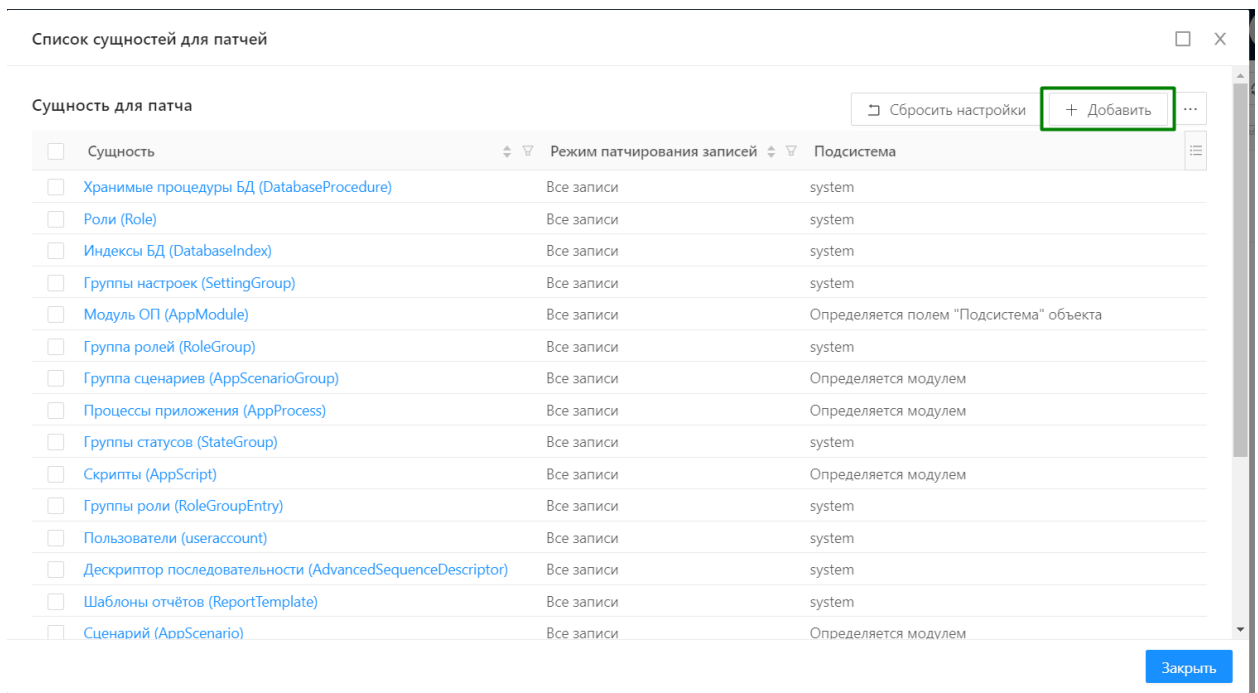 Список сущностей для патчей
Сущность для патча
Сбросить настройки
Добавить
Сущность Режим патчирования записей Подсистема
Хранимые процедуры БД (DatabaseProcedure) Все записи system
Роли (Role) Все записи system
Индексы БД (DatabaseIndex) Все записи system
Группы настроек (SettingGroup) Все записи system
Модуль ОП (AppModule) Все записи Определяется полем "Подсистема" объекта
Группа ролей (RoleGroup) Все записи system
Группа сценариев (AppScenarioGroup) Все записи Определяется модулем
Процессы приложения (AppProcess) Все записи Определяется модулем
Группы статусов (StateGroup) Все записи system
Скрипты (AppScript) Все записи Определяется модулем
Группы роли (RoleGroupEntry) Все записи system
Пользователи (useraccount) Все записи system
Дескриптор последовательности (AdvancedSequenceDescriptor) Все записи system
Шаблоны отчётов (ReportTemplate) Все записи system
Сценарий (AppScenario) Все записи Определяется модулем
Закрыть